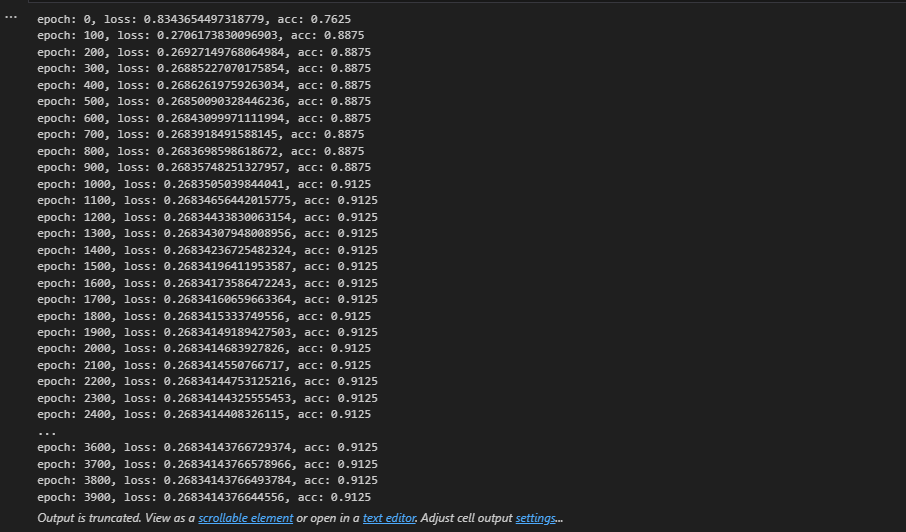 ...
epoch: 0, loss: 0.8343654497318779, acc: 0.7625
epoch: 100, loss: 0.2706173830096903, acc: 0.8875
epoch: 200, loss: 0.26927149768064984, acc: 0.8875
epoch: 300, loss: 0.26885227070175854, acc: 0.8875
epoch: 400, loss: 0.26862619759263034, acc: 0.8875
epoch: 500, loss: 0.26850090328446236, acc: 0.8875
epoch: 600, loss: 0.26843099971111994, acc: 0.8875
epoch: 700, loss: 0.2683918491588145, acc: 0.8875
epoch: 800, loss: 0.2683698598618672, acc: 0.8875
epoch: 900, loss: 0.26835748251327957, acc: 0.8875
epoch: 1000, loss: 0.2683505039844041, acc: 0.9125
epoch: 1100, loss: 0.26834656442015775, acc: 0.9125
epoch: 1200, loss: 0.26834433830063154, acc: 0.9125
epoch: 1300, loss: 0.26834307948008956, acc: 0.9125
epoch: 1400, loss: 0.26834236725482324, acc: 0.9125
epoch: 1500, loss: 0.26834196411953587, acc: 0.9125
epoch: 1600, loss: 0.26834173586472243, acc: 0.9125
epoch: 1700, loss: 0.26834160659663364, acc: 0.9125
epoch: 1800, loss: 0.2683415333749556, acc: 0.9125
epoch: 1900, loss: 0.26834149189427503, acc: 0.9125
epoch: 2000, loss: 0.2683414683927826, acc: 0.9125
epoch: 2100, loss: 0.2683414550766717, acc: 0.9125
epoch: 2200, loss: 0.26834144753125216, acc: 0.9125
epoch: 2300, loss: 0.26834144325555453, acc: 0.9125
epoch: 2400, loss: 0.2683414408326115, acc: 0.9125
...
epoch: 3600, loss: 0.26834143766729374, acc: 0.9125
epoch: 3700, loss: 0.26834143766578966, acc: 0.9125
epoch: 3800, loss: 0.26834143766493784, acc: 0.9125
epoch: 3900, loss: 0.2683414376644556, acc: 0.9125
Output is truncated. View as a scrollable element or open in a text editor. Adjust cell output settings...